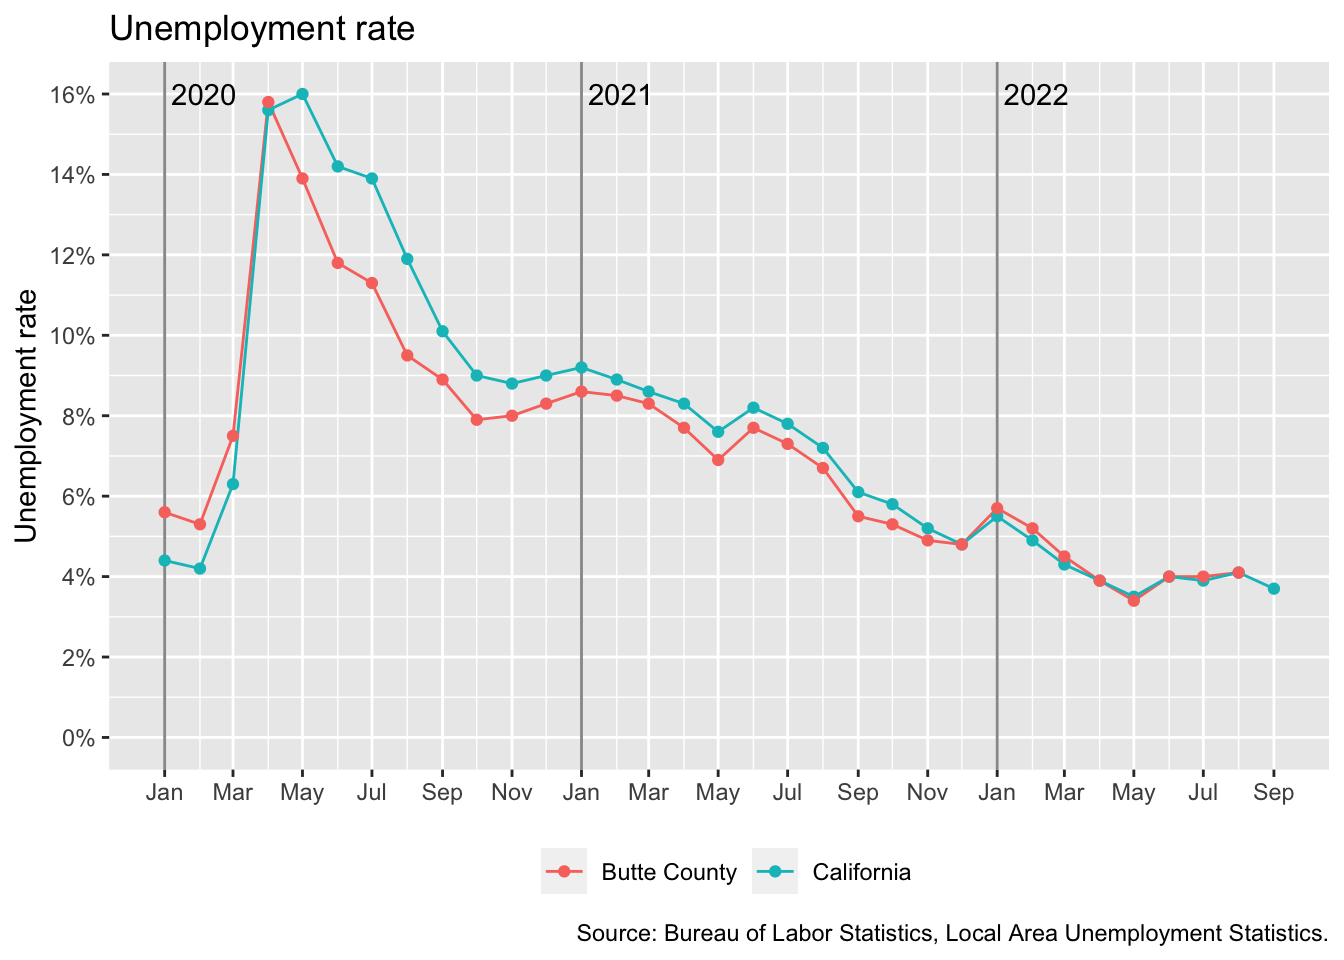 Unemployment rate
Unemployment rate
16%
14%
12%
10%
8%
6%
4%
2%
0%
2020 2021 2022
Jan Mar May Jul Sep Nov Jan Mar May Jul Sep Nov Jan Mar May Jul Sep
Butte County California
Source: Bureau of Labor Statistics, Local Area Unemployment Statistics.